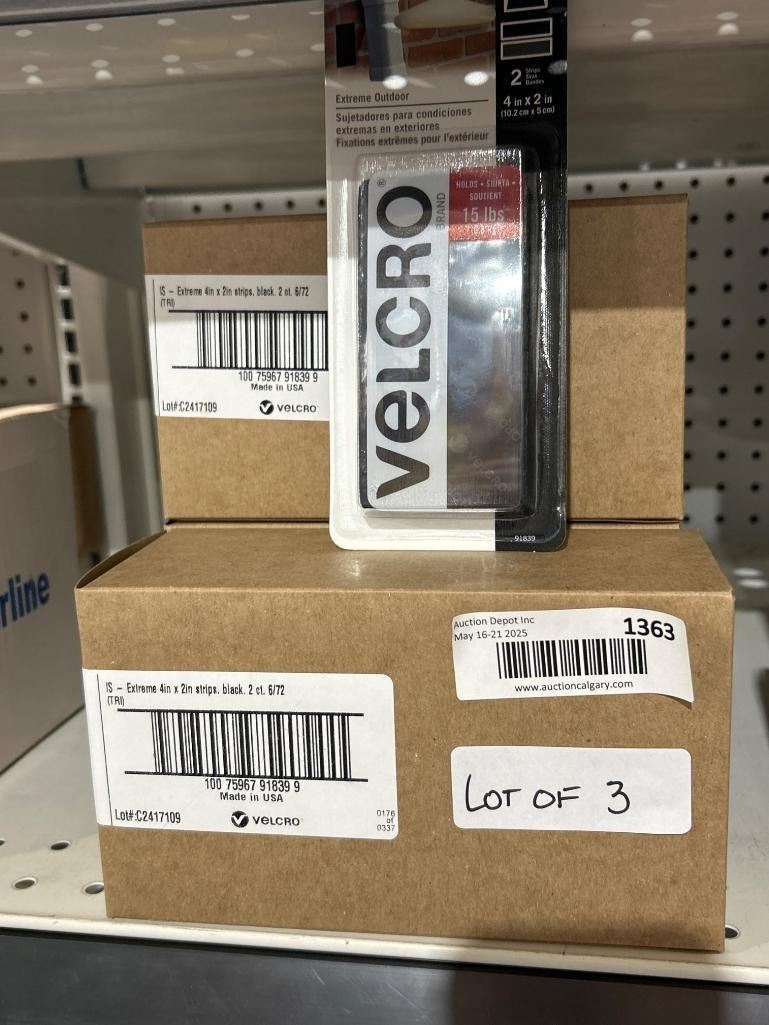 2 Strips
Tiras
Bandes
4 in x 2 in
(10.2 cm x 5 cm)
Extreme Outdoor
Sujetadores para condiciones
extremas en exteriores
Fixations extrêmes pour l'extérieur
VELCRO®
BRAND
HOLDS • SUJETA •
SOUTIENT
15 lbs
91839
IS - Extreme 4in x 2in strips, black. 2 ct. 6/72
(TRI)
100 75967 91839 9
Made in USA
Lot#:C2417109
VELCRO
rline
Auction Depot Inc
May 16-21 2025
1363
www.auctioncalgary.com
IS - Extreme 4in x 2in strips, black. 2 ct. 6/72
(TRI)
100 75967 91839 9
Made in USA
Lot#:C2417109
VELCRO
0176
of
0337
LOT OF 3